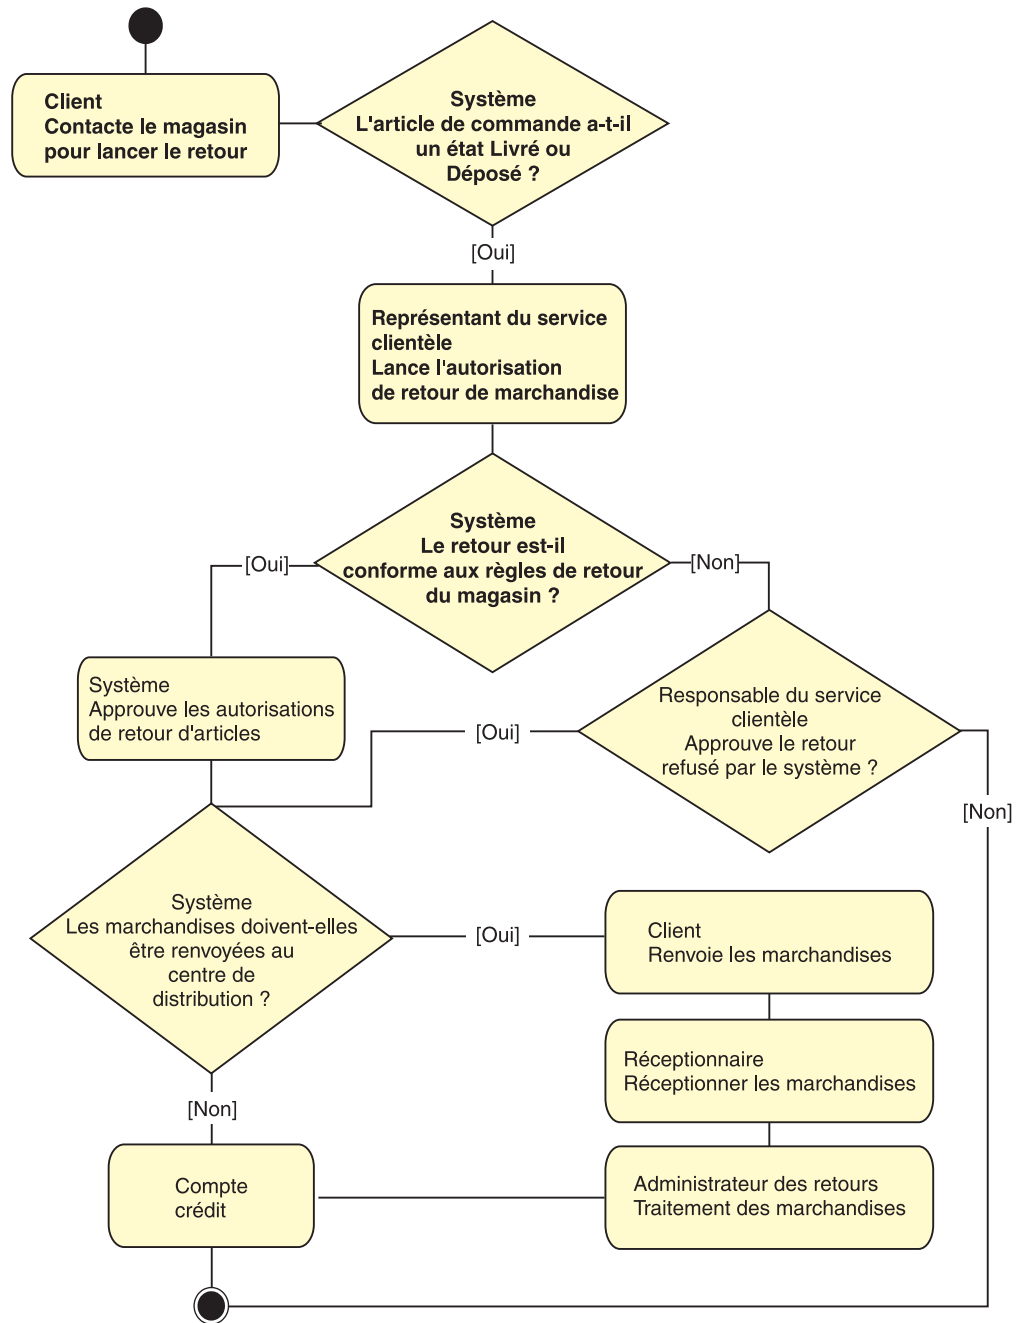 Client
Contacte le magasin
pour lancer le retour
Système
L'article de commande a-t-il
un état Livré ou
Déposé ?
[Oui]
Représentant du service
clientèle
Lance l'autorisation
de retour de marchandise
Système
Le retour est-il
conforme aux règles de retour
du magasin ?
[Oui]
[Non]
Système
Approuve les autorisations
de retour d'articles
Responsable du service
clientèle
Approuve le retour
refusé par le système ?
[Oui]
[Non]
Système
Les marchandises doivent-elles
être renvoyées au
centre de
distribution ?
[Oui]
Client
Renvoie les marchandises
Réceptionnaire
Réceptionner les marchandises
[Non]
Compte
crédit
Administrateur des retours
Traitement des marchandises